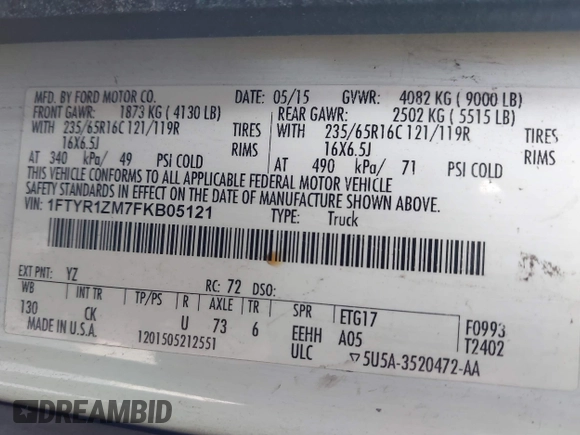 MFD. BY FORD MOTOR CO. DATE: 05/15 GVWR: 4082 KG ( 9000 LB)
FRONT GAWR: 1873 KG ( 4130 LB) REAR GAWR: 2502 KG ( 5515 LB)
WITH 235/65R16C 121/119R TIRES WITH 235/65R16C 121/119R TIRES
16X6.5J RIMS 16X6.5J RIMS
AT 340 kPa/ 49 PSI COLD AT 490 kPa/ 71 PSI COLD
THIS VEHICLE CONFORMS TO ALL APPLICABLE FEDERAL MOTOR VEHICLE
SAFETY STANDARDS IN EFFECT ON THE DATE OF MANUFACTURE SHOWN ABOVE
VIN: 1FTYR1ZM7FKB05121 TYPE: Truck
EXT PNT: YZ RC: 72 DSO:
WB INT TR TP/PS R AXLE TR SPR ETG17 F0993
130 CK U 73 6 EEHH A05 T2402
MADE IN U.S.A. 1201505212551 ULC ▽5U5A-3520472-AA
DREAMBID